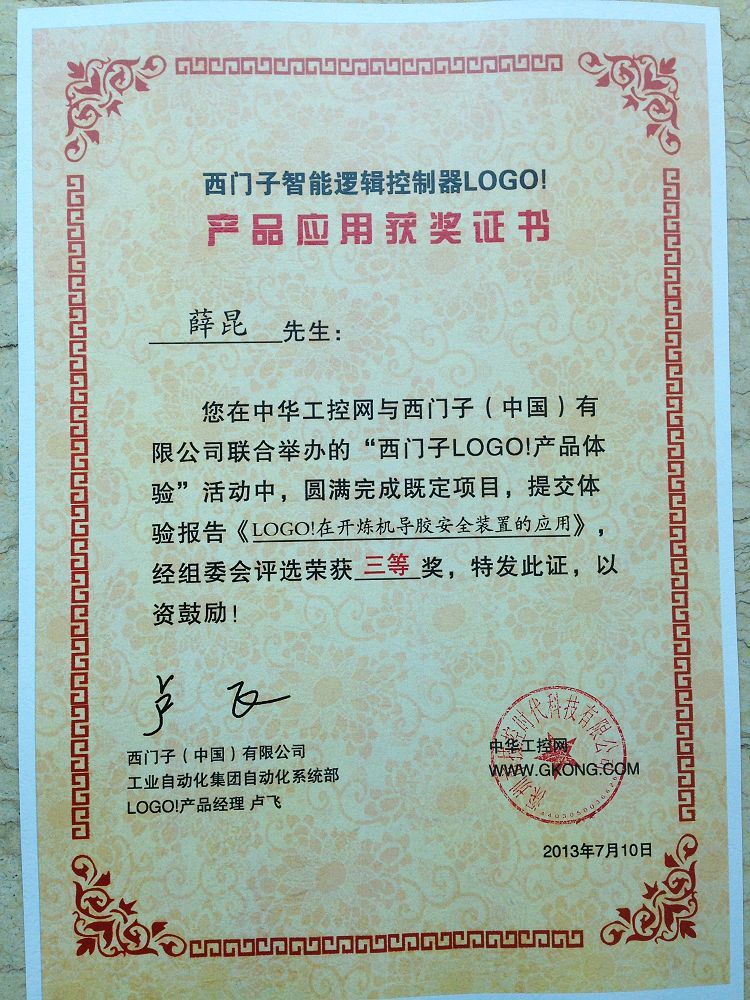 西门子智能逻辑控制器LOGO!
产品应用获奖证书
薛昆 先生：
您在中华工控网与西门子（中国）有
限公司联合举办的“西门子LOGO!产品体
验”活动中，圆满完成既定项目，提交体
验报告《LOGO!在开炼机导胶安全装置的应用》，
经组委会评选荣获 三等 奖，特发此证，以
资鼓励！
卢飞
西门子（中国）有限公司
工业自动化集团自动化系统部
LOGO!产品经理 卢飞
中华工控网
WWW.GKONG.COM
2013年7月10日